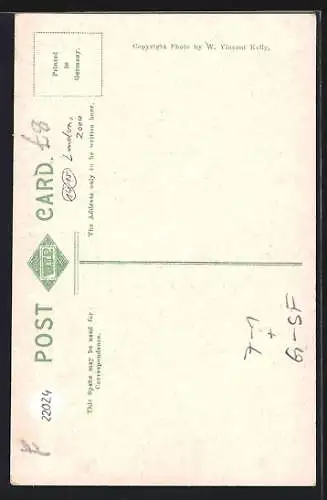 POST CARD.
Copyright Photo by W. Vincent Kelly.
Printed
in
Germany.
This Space may be used for
Correspondence.
The Address only to be written here.
£8
London,
Zoo
22024